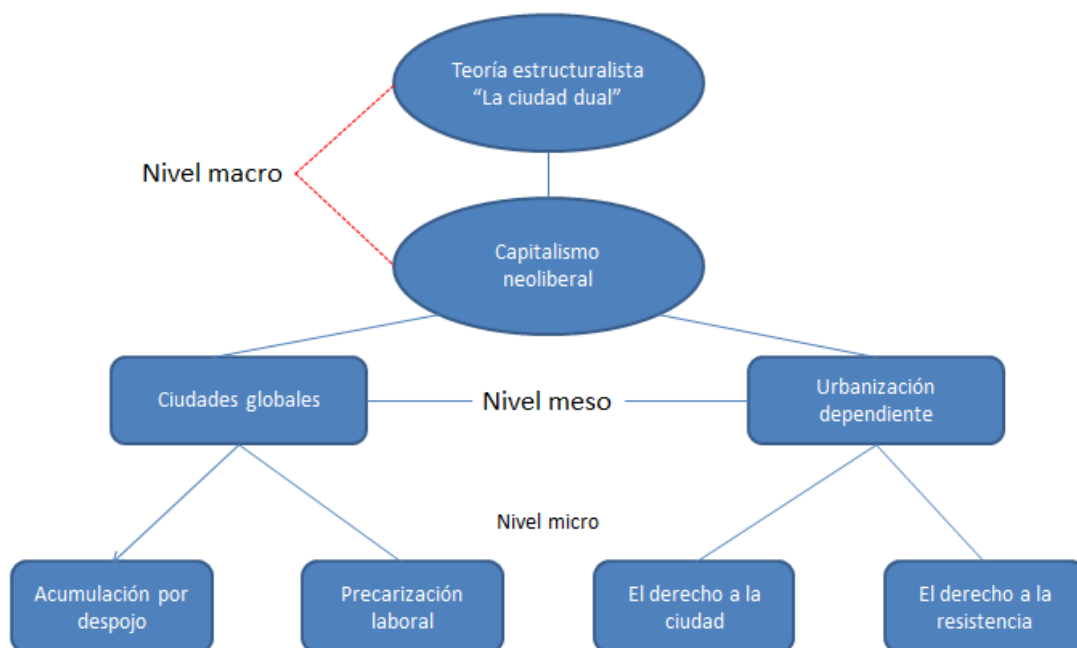 Teoría estructuralista
“La ciudad dual”
Nivel macro
Capitalismo
neoliberal
Ciudades globales
Nivel meso
Urbanización
dependiente
Nivel micro
Acumulación por
despojo
Precarización
laboral
El derecho a la
ciudad
El derecho a la
resistencia